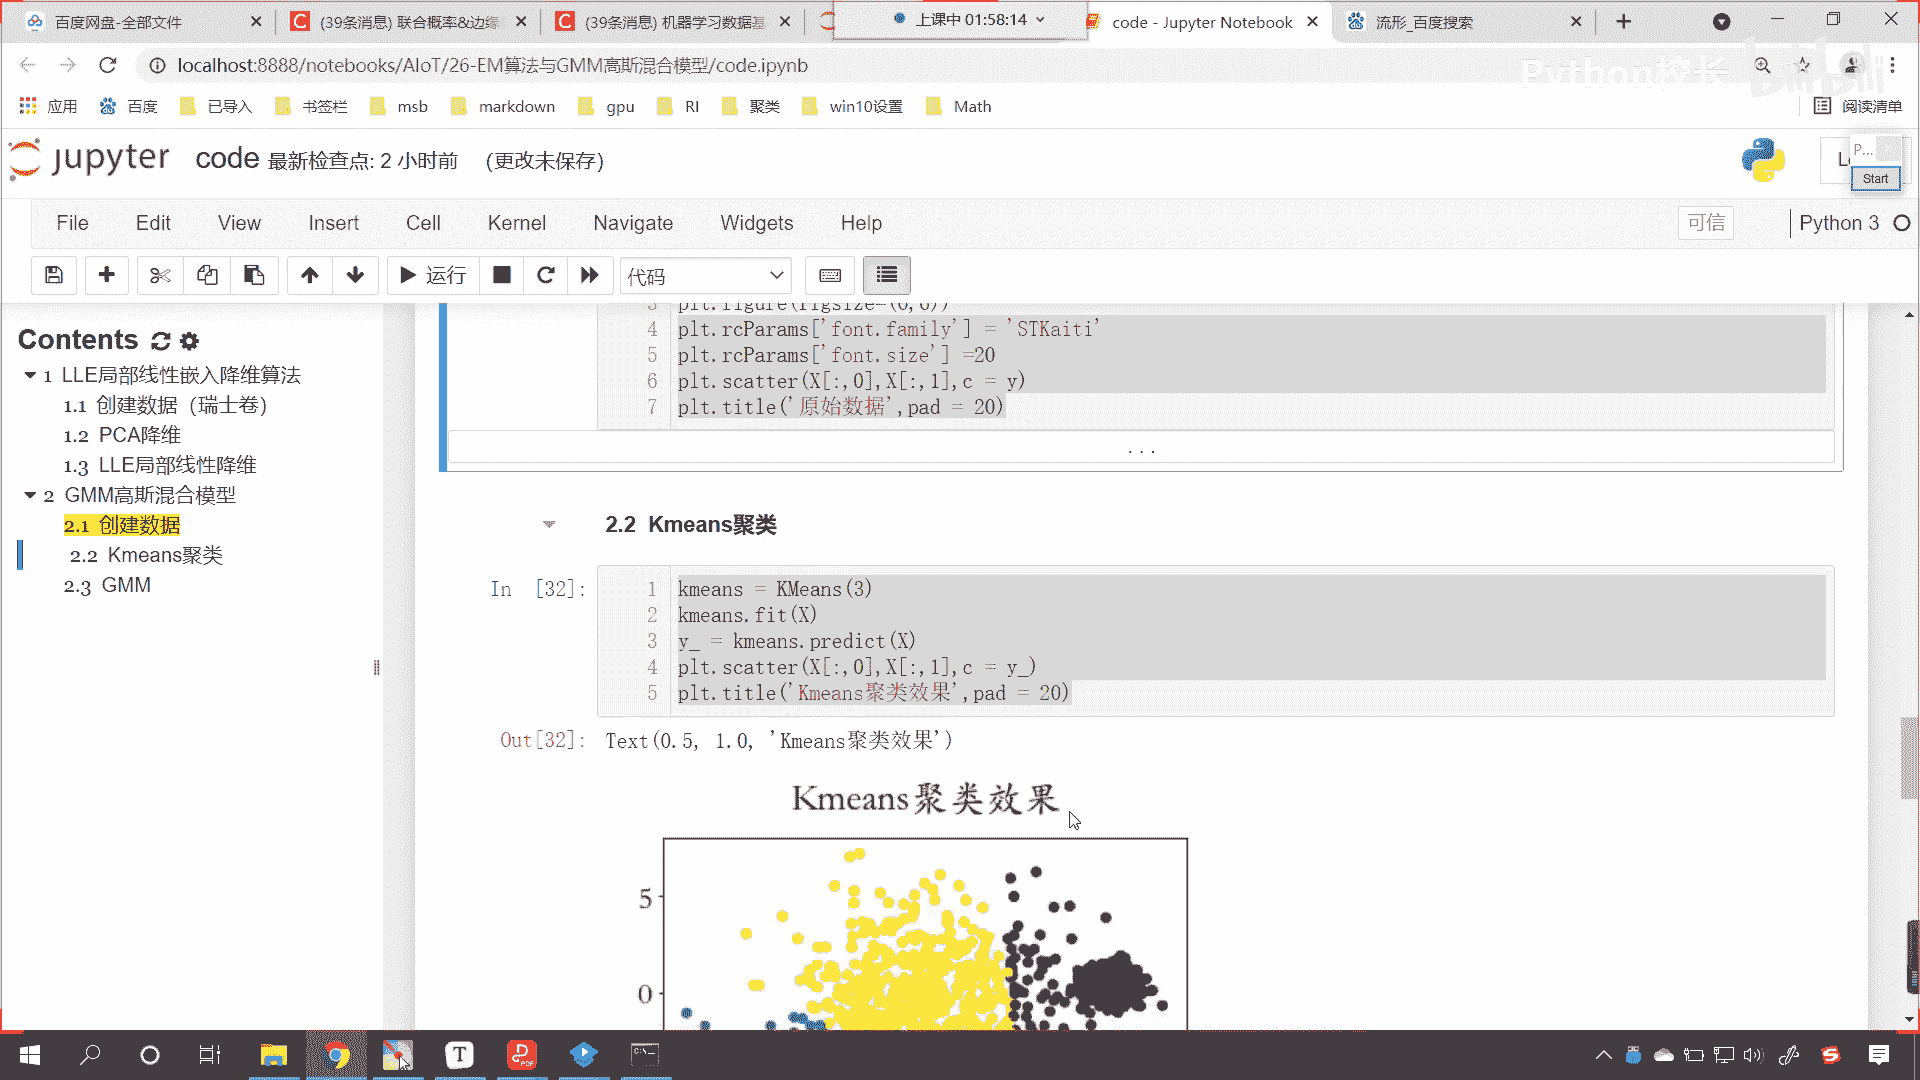 百度网盘-全部文件
(39条消息) 联合概率&边缘
(39条消息) 机器学习数据基
上课中 01:58:14
code - Jupyter Notebook
流形_百度搜索
localhost:8888/notebooks/AIoT/26-EM算法与GMM高斯混合模型/code.ipynb
Python校长
bilibili
应用
百度
已导入
书签栏
msb
markdown
gpu
RI
聚类
win10设置
Math
阅读清单
jupyter
code 最新检查点: 2 小时前 (更改未保存)
P...
Start
File Edit View Insert Cell Kernel Navigate Widgets Help
可信
Python 3
运行
代码
Contents
1 LLE局部线性嵌入降维算法
1.1 创建数据（瑞士卷）
1.2 PCA降维
1.3 LLE局部线性降维
2 GMM高斯混合模型
2.1 创建数据
2.2 Kmeans聚类
2.3 GMM
3 plt.figure(figsize=(6,6))
4 plt.rcParams['font.family'] = 'STKaiti'
5 plt.rcParams['font.size'] =20
6 plt.scatter(X[:,0],X[:,1],c = y)
7 plt.title('原始数据',pad = 20)
...
2.2 Kmeans聚类
In [32]:
1 kmeans = KMeans(3)
2 kmeans.fit(X)
3 y_ = kmeans.predict(X)
4 plt.scatter(X[:,0],X[:,1],c = y_)
5 plt.title('Kmeans聚类效果',pad = 20)
Out[32]: Text(0.5, 1.0, 'Kmeans聚类效果')
Kmeans聚类效果
5
0